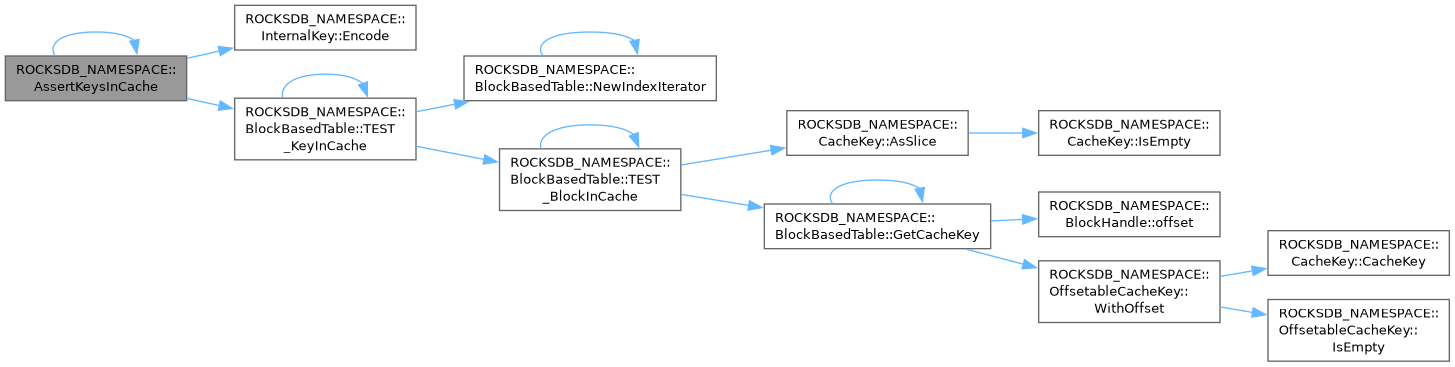 ROCKSDB_NAMESPACE::
AssertKeysInCache
ROCKSDB_NAMESPACE::
InternalKey::Encode
ROCKSDB_NAMESPACE::
BlockBasedTable::TEST
_KeyInCache
ROCKSDB_NAMESPACE::
BlockBasedTable::NewIndexIterator
ROCKSDB_NAMESPACE::
BlockBasedTable::TEST
_BlockInCache
ROCKSDB_NAMESPACE::
CacheKey::AsSlice
ROCKSDB_NAMESPACE::
CacheKey::IsEmpty
ROCKSDB_NAMESPACE::
BlockBasedTable::GetCacheKey
ROCKSDB_NAMESPACE::
BlockHandle::offset
ROCKSDB_NAMESPACE::
OffsetableCacheKey::
WithOffset
ROCKSDB_NAMESPACE::
CacheKey::CacheKey
ROCKSDB_NAMESPACE::
OffsetableCacheKey::
IsEmpty